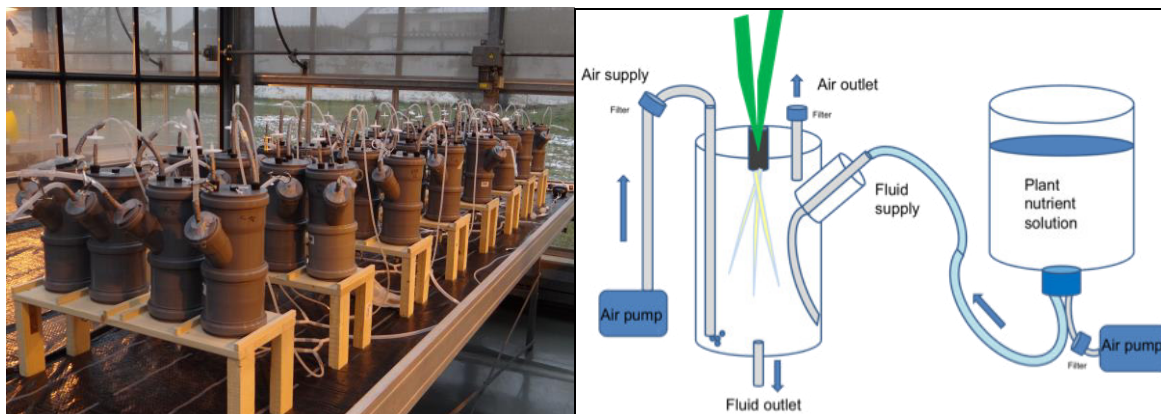 Air supply
Filter
Air outlet
Filter
Fluid
supply
Plant
nutrient
solution
Air pump
Air pump
Filter
Fluid outlet